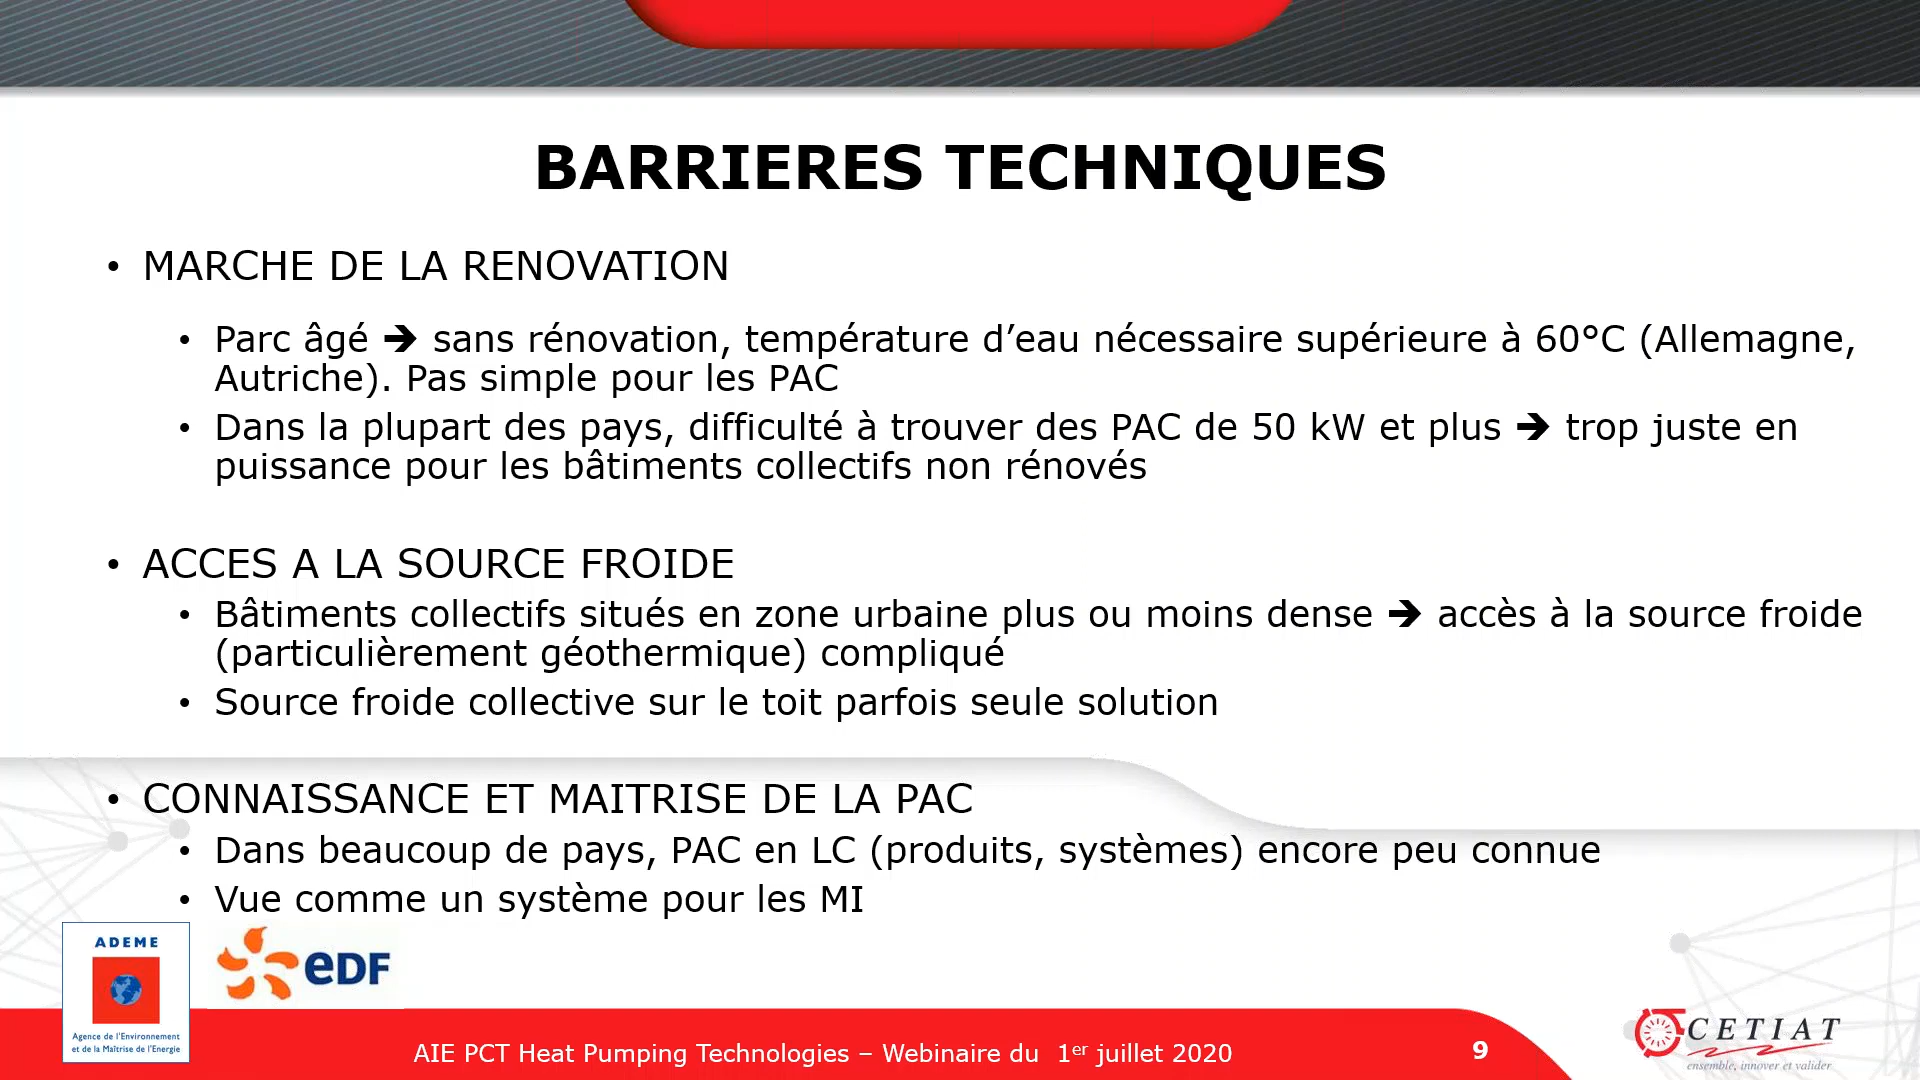 BARRIERES TECHNIQUES
• MARCHE DE LA RENOVATION
• Parc âgé ➔ sans rénovation, température d’eau nécessaire supérieure à 60°C (Allemagne,
Autriche). Pas simple pour les PAC
• Dans la plupart des pays, difficulté à trouver des PAC de 50 kW et plus ➔ trop juste en
puissance pour les bâtiments collectifs non rénovés
• ACCES A LA SOURCE FROIDE
• Bâtiments collectifs situés en zone urbaine plus ou moins dense ➔ accès à la source froide
(particulièrement géothermique) compliqué
• Source froide collective sur le toit parfois seule solution
• CONNAISSANCE ET MAITRISE DE LA PAC
• Dans beaucoup de pays, PAC en LC (produits, systèmes) encore peu connue
• Vue comme un système pour les MI
ADEME
Agence de l'Environnement
et de la Maîtrise de l'Energie
eDF
AIE PCT Heat Pumping Technologies – Webinaire du 1er juillet 2020
9
CETIAT
ensemble, innover et valider